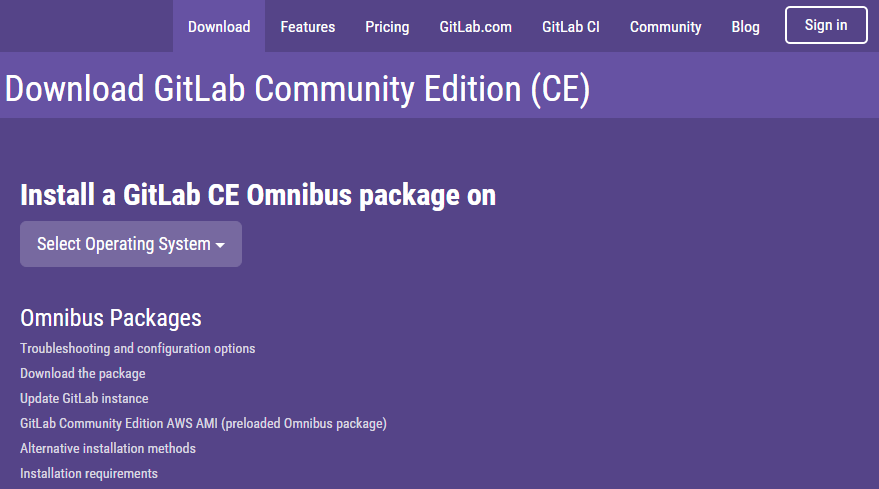 Download Features Pricing GitLab.com GitLab CI Community Blog Sign in
Download GitLab Community Edition (CE)
Install a GitLab CE Omnibus package on
Select Operating System
Omnibus Packages
Troubleshooting and configuration options
Download the package
Update GitLab instance
GitLab Community Edition AWS AMI (preloaded Omnibus package)
Alternative installation methods
Installation requirements